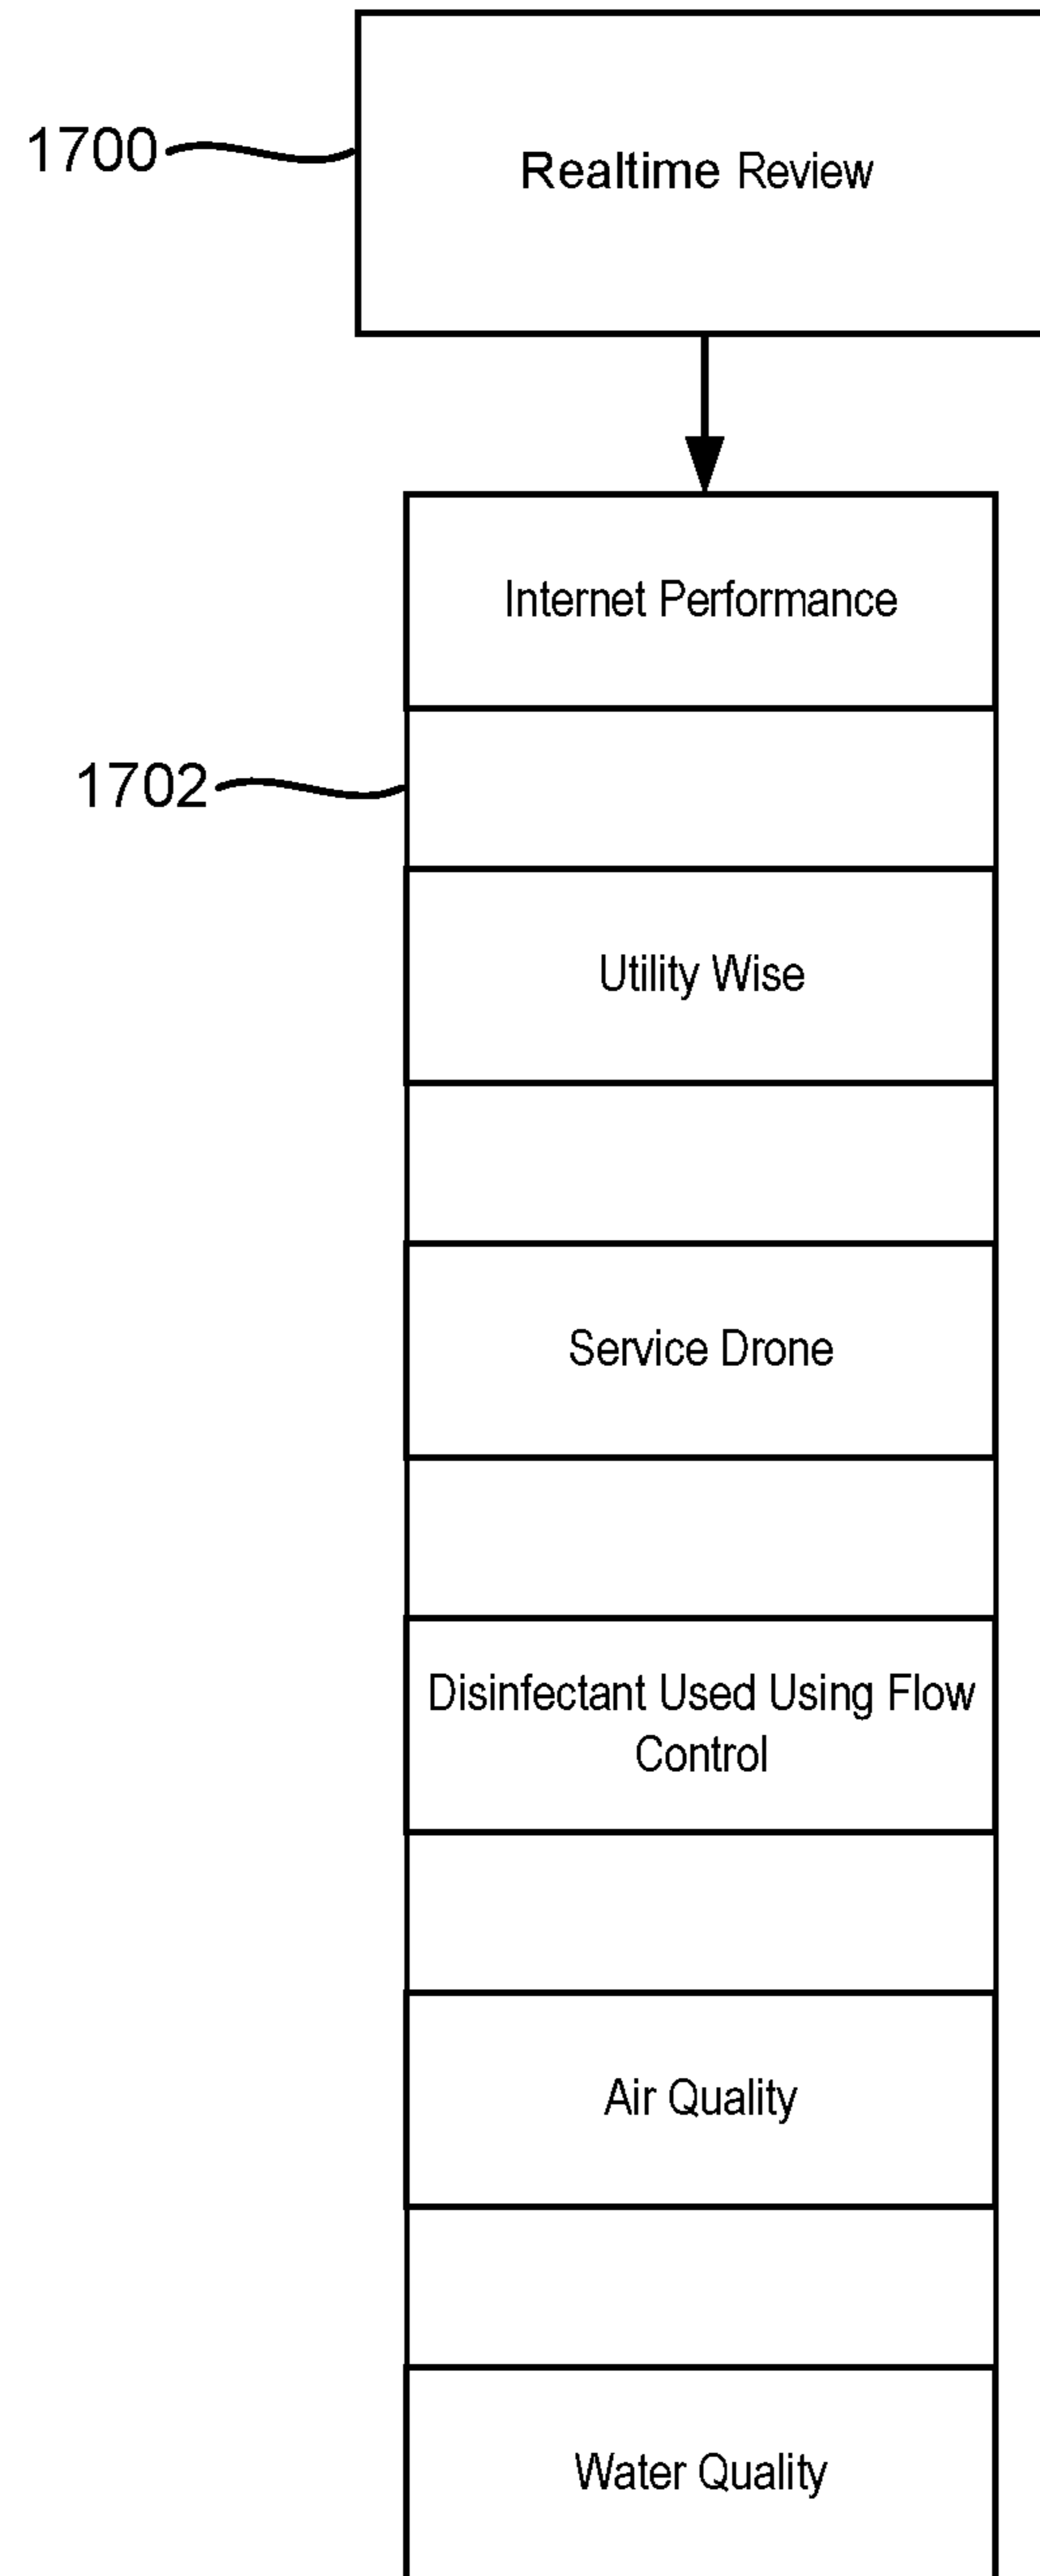 1700
Realtime Review
Internet Performance
1702
Utility Wise
Service Drone
Disinfectant Used Using Flow
Control
Air Quality
Water Quality